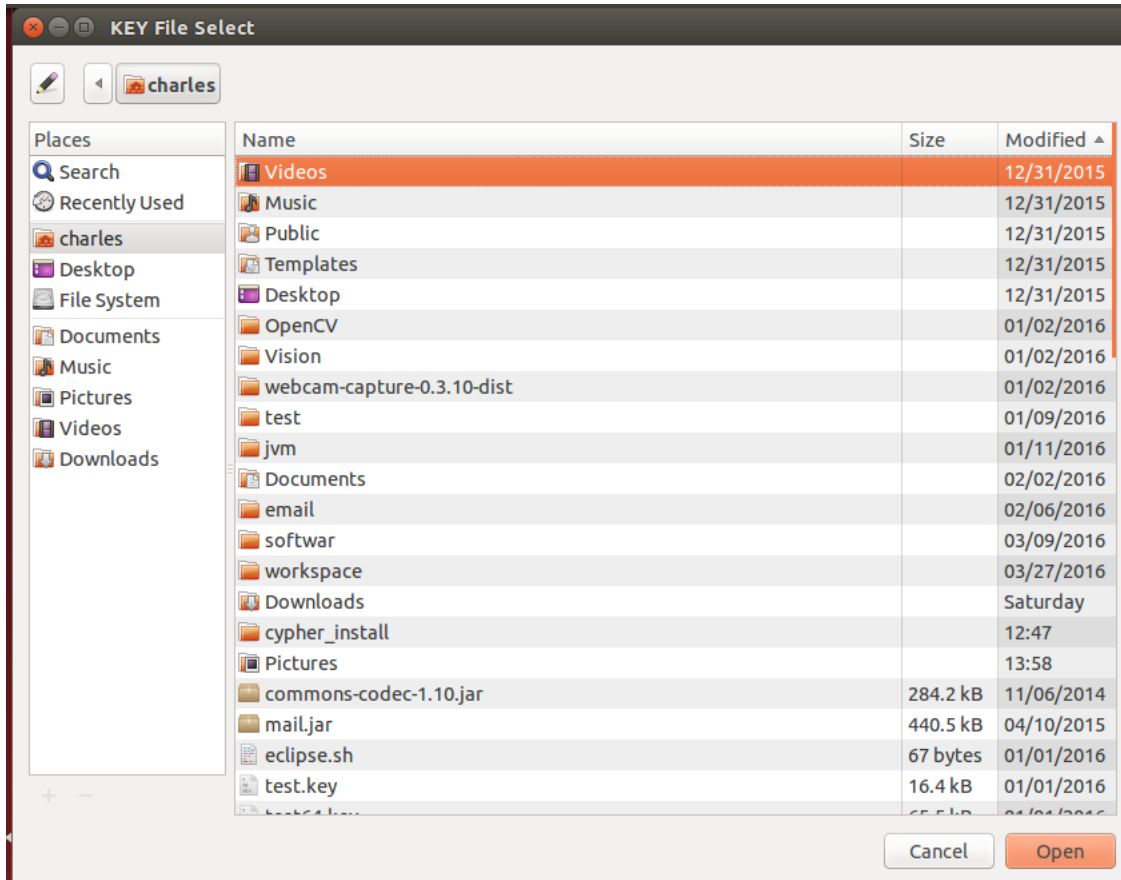 KEY File Select
charles
Places
Search
Recently Used
charles
Desktop
File System
Documents
Music
Pictures
Videos
Downloads
Name Size Modified
Videos 12/31/2015
Music 12/31/2015
Public 12/31/2015
Templates 12/31/2015
Desktop 12/31/2015
OpenCV 01/02/2016
Vision 01/02/2016
webcam-capture-0.3.10-dist 01/02/2016
test 01/09/2016
jvm 01/11/2016
Documents 02/02/2016
email 02/06/2016
softwar 03/09/2016
workspace 03/27/2016
Downloads Saturday
cypher_install 12:47
Pictures 13:58
commons-codec-1.10.jar 284.2 kB 11/06/2014
mail.jar 440.5 kB 04/10/2015
eclipse.sh 67 bytes 01/01/2016
test.key 16.4 kB 01/01/2016
Cancel Open